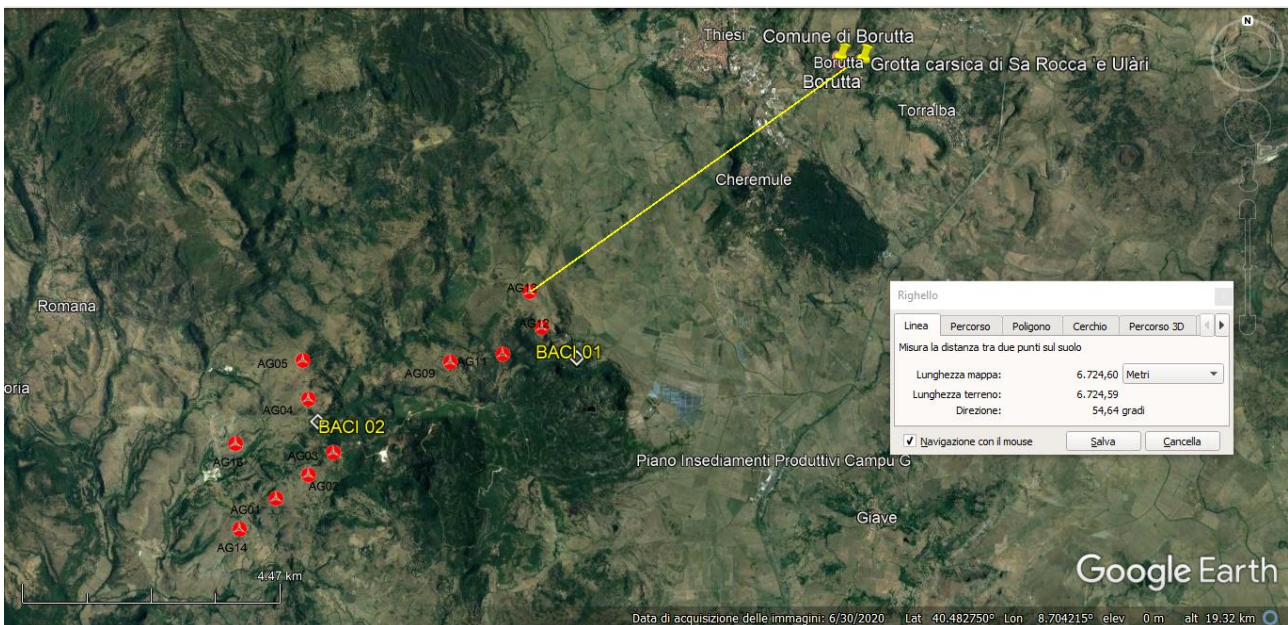 N
Thiesi
Comune di Borutta
Borutta
Grotta carsica di Sa Rocca 'e Ulàri
Borutta
Torralba
Cheremule
Romana
AG13
AG12
AG11
BACI 01
AG09
AG05
oria
AG04
BACI 02
AG16
AG03
AG02
AG01
AG14
Righello
Linea
Percorso
Poligono
Cerchio
Percorso 3D
Misura la distanza tra due punti sul suolo
Lunghezza mappa: 6.724,60 Metri
Lunghezza terreno: 6.724,59
Direzione: 54,64 gradi
Navigazione con il mouse
Salva
Cancella
Piano Insediamenti Produttivi Campu G
Giave
4.47 km
Google Earth
Data di acquisizione delle immagini: 6/30/2020 Lat 40.482750° Lon 8.704215° elev 0 m alt 19.32 km